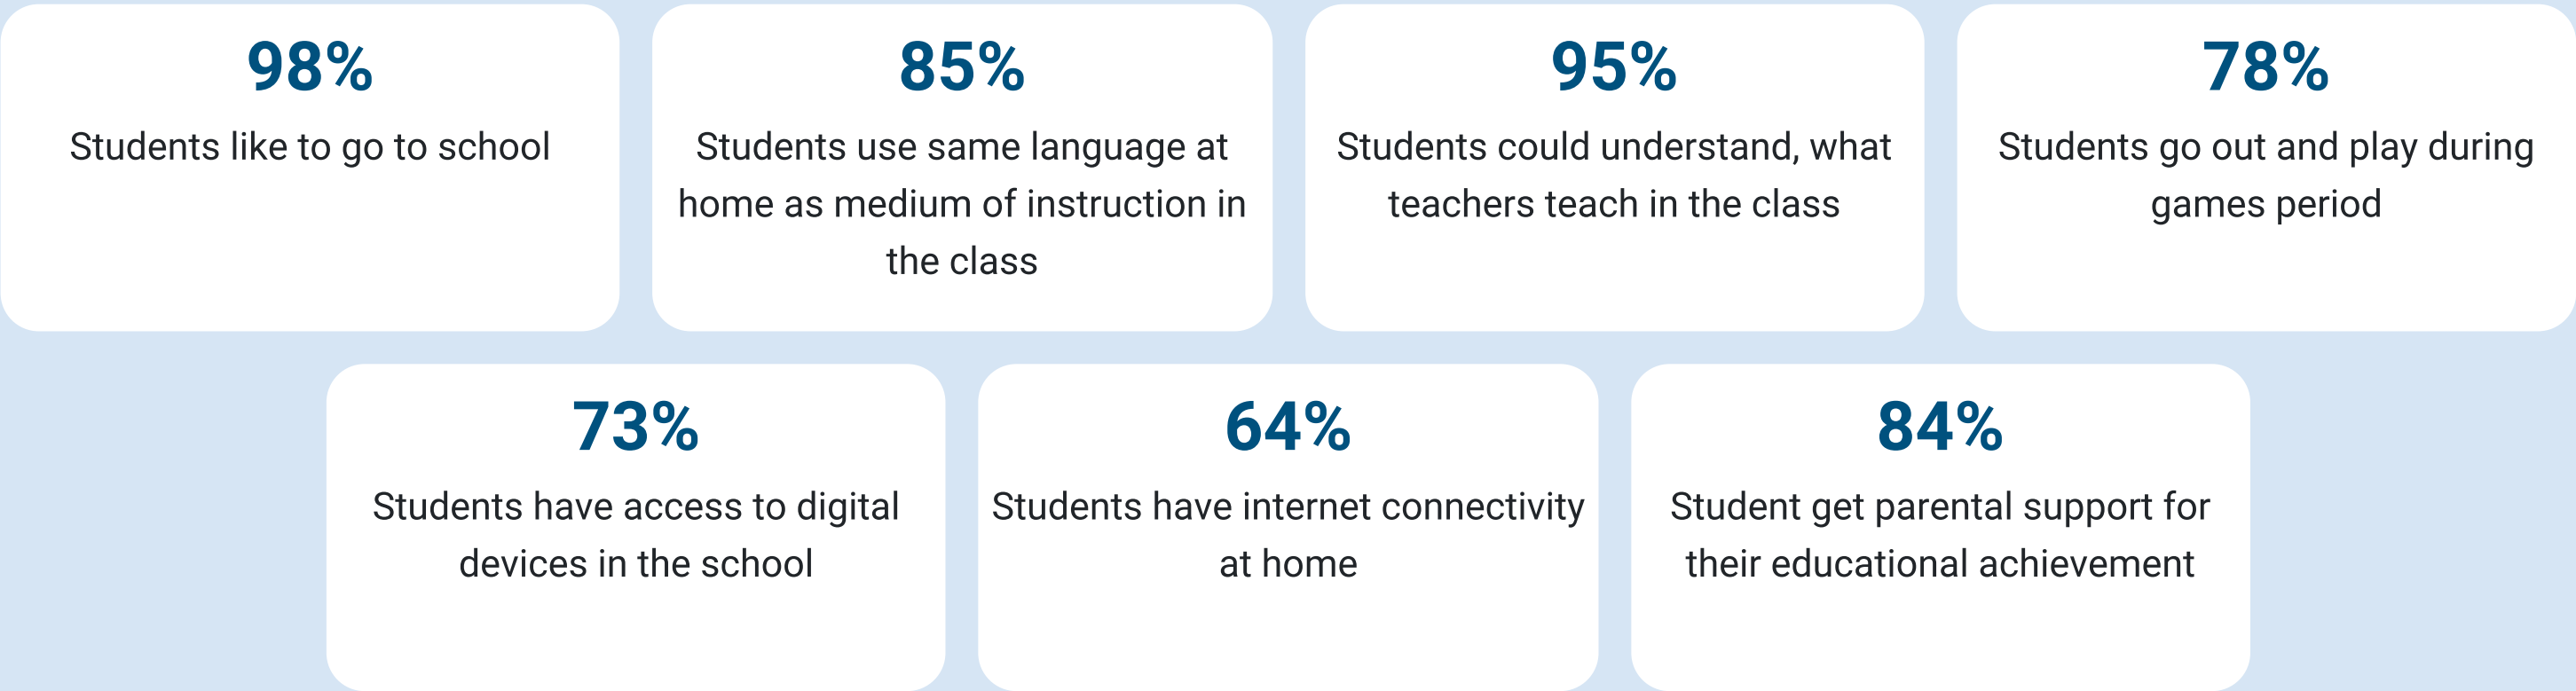 98%
Students like to go to school
85%
Students use same language at
home as medium of instruction in
the class
95%
Students could understand, what
teachers teach in the class
78%
Students go out and play during
games period
73%
Students have access to digital
devices in the school
64%
Students have internet connectivity
at home
84%
Student get parental support for
their educational achievement